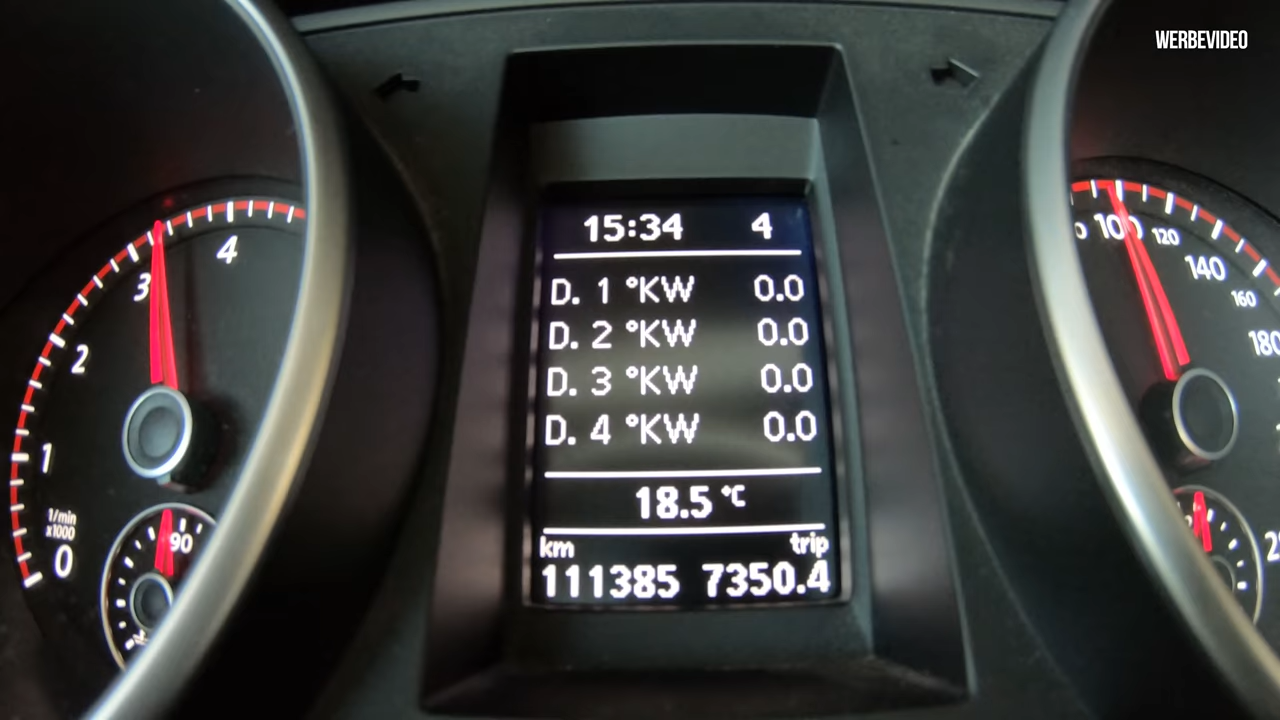 WERBEVIDEO
15:34 4
D. 1 °KW 0.0
D. 2 °KW 0.0
D. 3 °KW 0.0
D. 4 °KW 0.0
18.5 °C
km trip
111385 7350.4
4
3
2
1
1/min
x1000
0
90
100
120
140
160
180